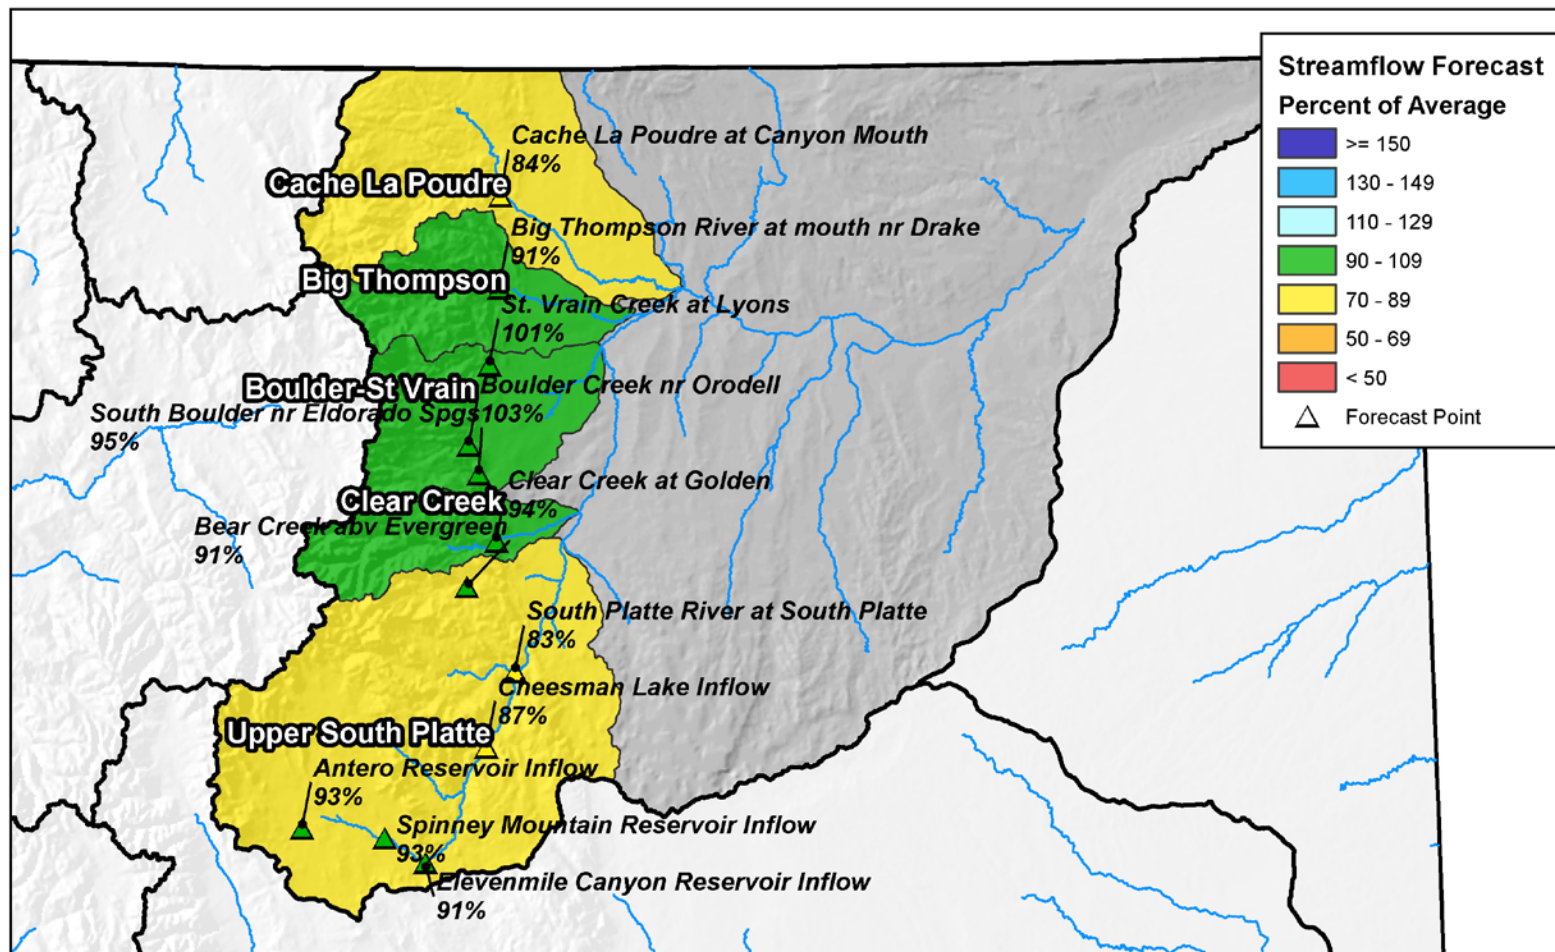 Streamflow Forecast
Percent of Average
>= 150
130 - 149
110 - 129
90 - 109
70 - 89
50 - 69
< 50
Forecast Point
Cache La Poudre at Canyon Mouth
84%
Cache La Poudre
Big Thompson River at mouth nr Drake
91%
Big Thompson
St. Vrain Creek at Lyons
101%
Boulder-St Vrain
Boulder Creek nr Orodell
103%
South Boulder nr Eldorado Spgs
95%
Clear Creek at Golden
94%
Clear Creek
Bear Creek abv Evergreen
91%
South Platte River at South Platte
83%
Cheesman Lake Inflow
87%
Upper South Platte
Antero Reservoir Inflow
93%
Spinney Mountain Reservoir Inflow
93%
Elevenmile Canyon Reservoir Inflow
91%